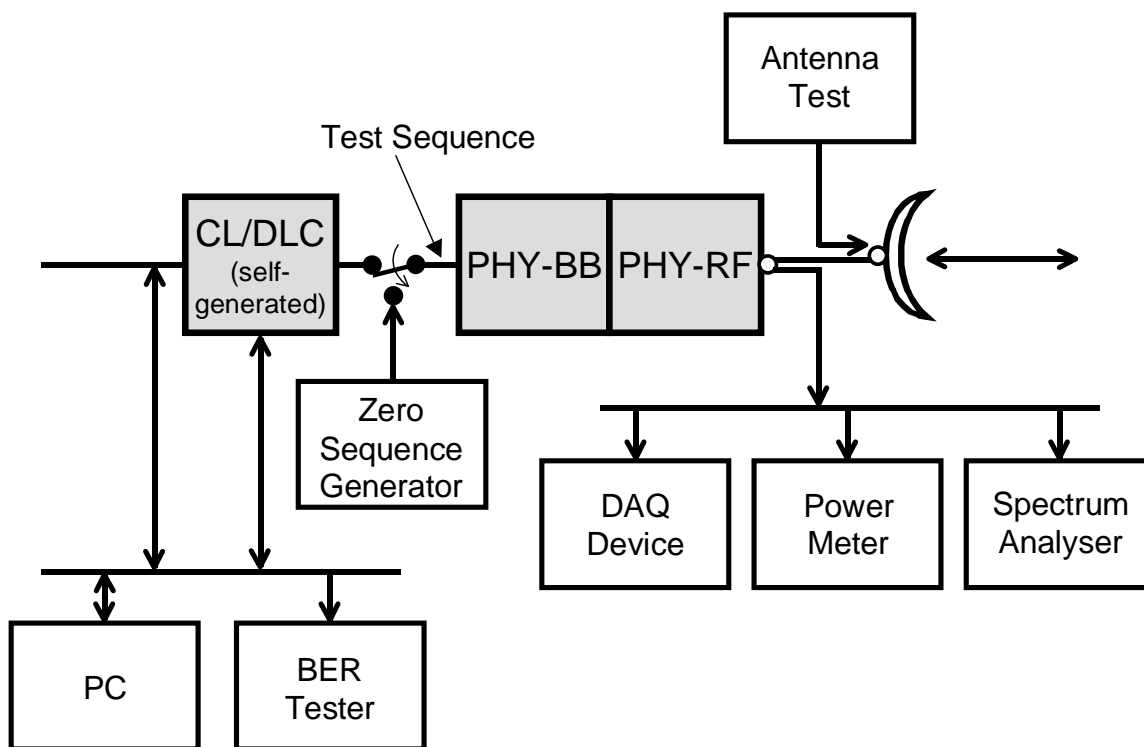 Antenna
Test
Test Sequence
CL/DLC
(self-
generated)
PHY-BB
PHY-RF
Zero
Sequence
Generator
DAQ
Device
Power
Meter
Spectrum
Analyser
PC
BER
Tester